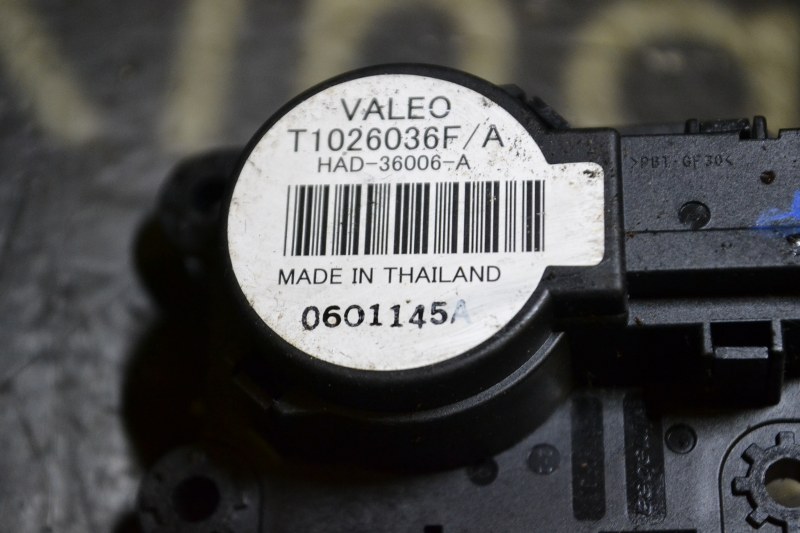 VALEO
T1026036F/A
HAD-36006-A
MADE IN THAILAND
0601145A
>PBT-GF30<